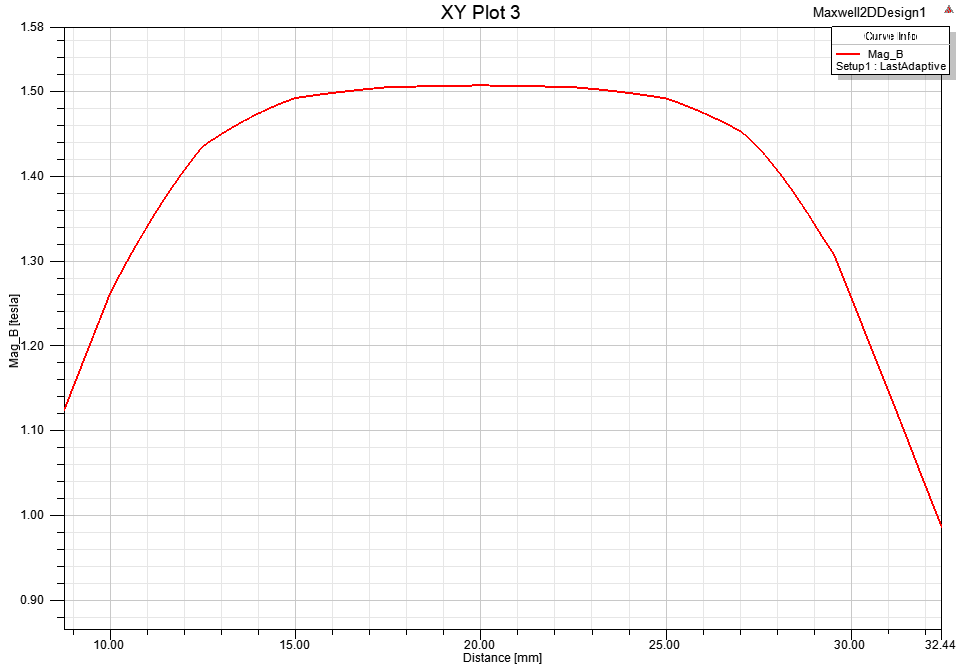 XY Plot 3
Maxwell2DDesign1
Curve Info
Mag_B
Setup1 : LastAdaptive
1.58
1.50
1.40
1.30
1.20
1.10
1.00
0.90
Mag_B [tesla]
10.00
15.00
20.00
25.00
30.00
32.44
Distance [mm]